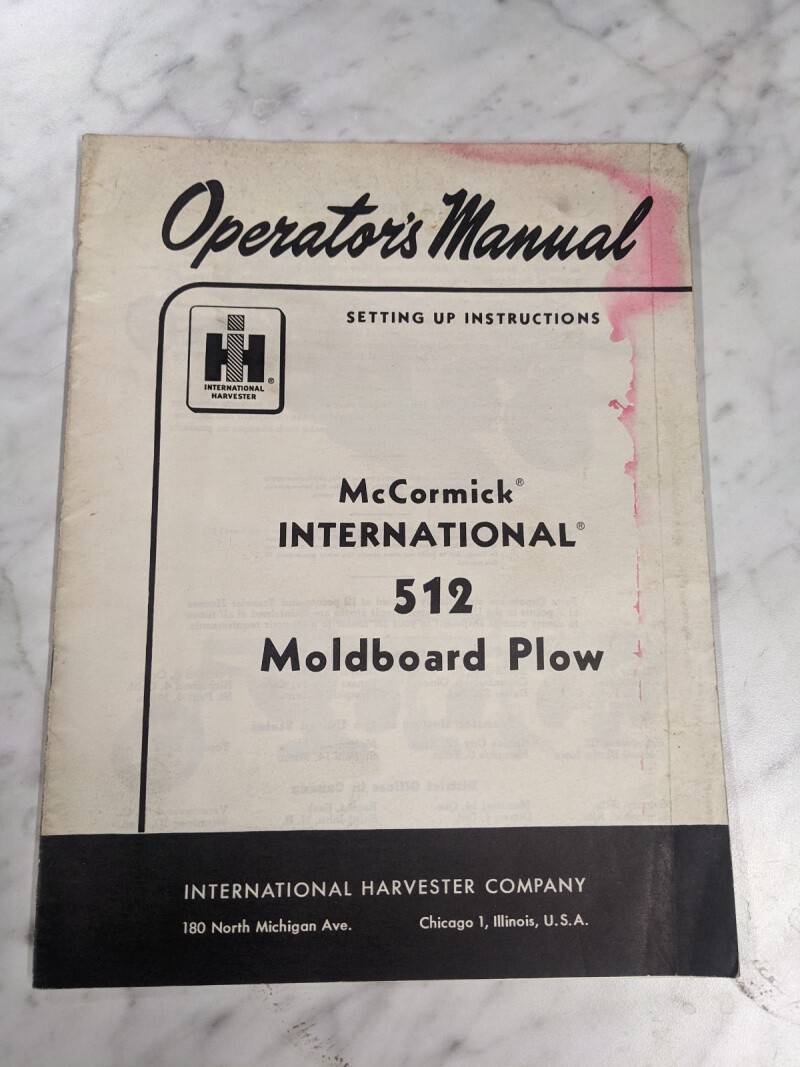 Operator's Manual
SETTING UP INSTRUCTIONS
IH ®
INTERNATIONAL
HARVESTER
McCormick®
INTERNATIONAL®
512
Moldboard Plow
INTERNATIONAL HARVESTER COMPANY
180 North Michigan Ave. Chicago 1, Illinois, U.S.A.